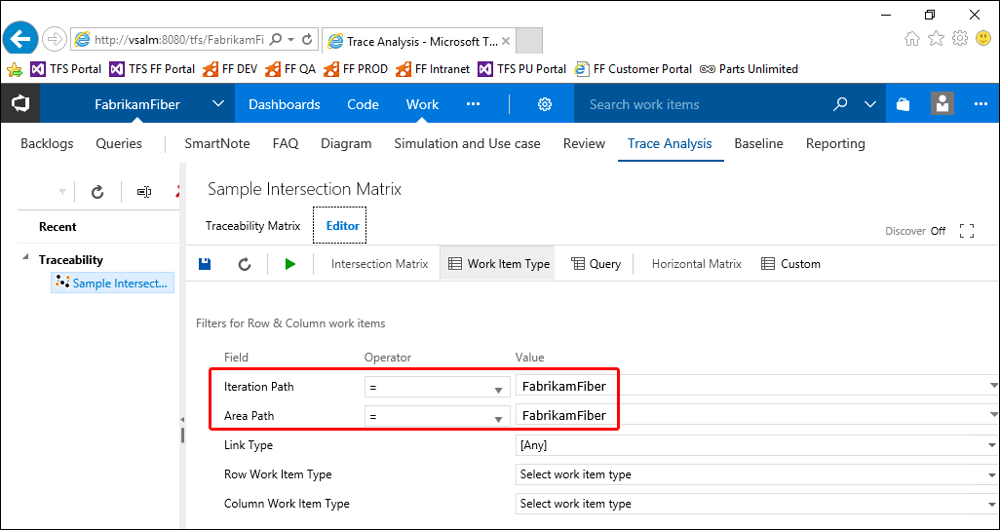 http://vsalm:8080/tfs/FabrikamFi
Trace Analysis - Microsoft T...
TFS Portal TFS FF Portal FF DEV FF QA FF PROD FF Intranet TFS PU Portal FF Customer Portal Parts Unlimited
FabrikamFiber Dashboards Code Work ··· Search work items ···
Backlogs Queries SmartNote FAQ Diagram Simulation and Use case Review Trace Analysis Baseline Reporting
Sample Intersection Matrix
Traceability Matrix Editor
Discover Off
Recent
Traceability
Sample Intersect...
Intersection Matrix Work Item Type Query Horizontal Matrix Custom
Filters for Row & Column work items
Field Operator Value
Iteration Path = FabrikamFiber
Area Path = FabrikamFiber
Link Type [Any]
Row Work Item Type Select work item type
Column Work Item Type Select work item type